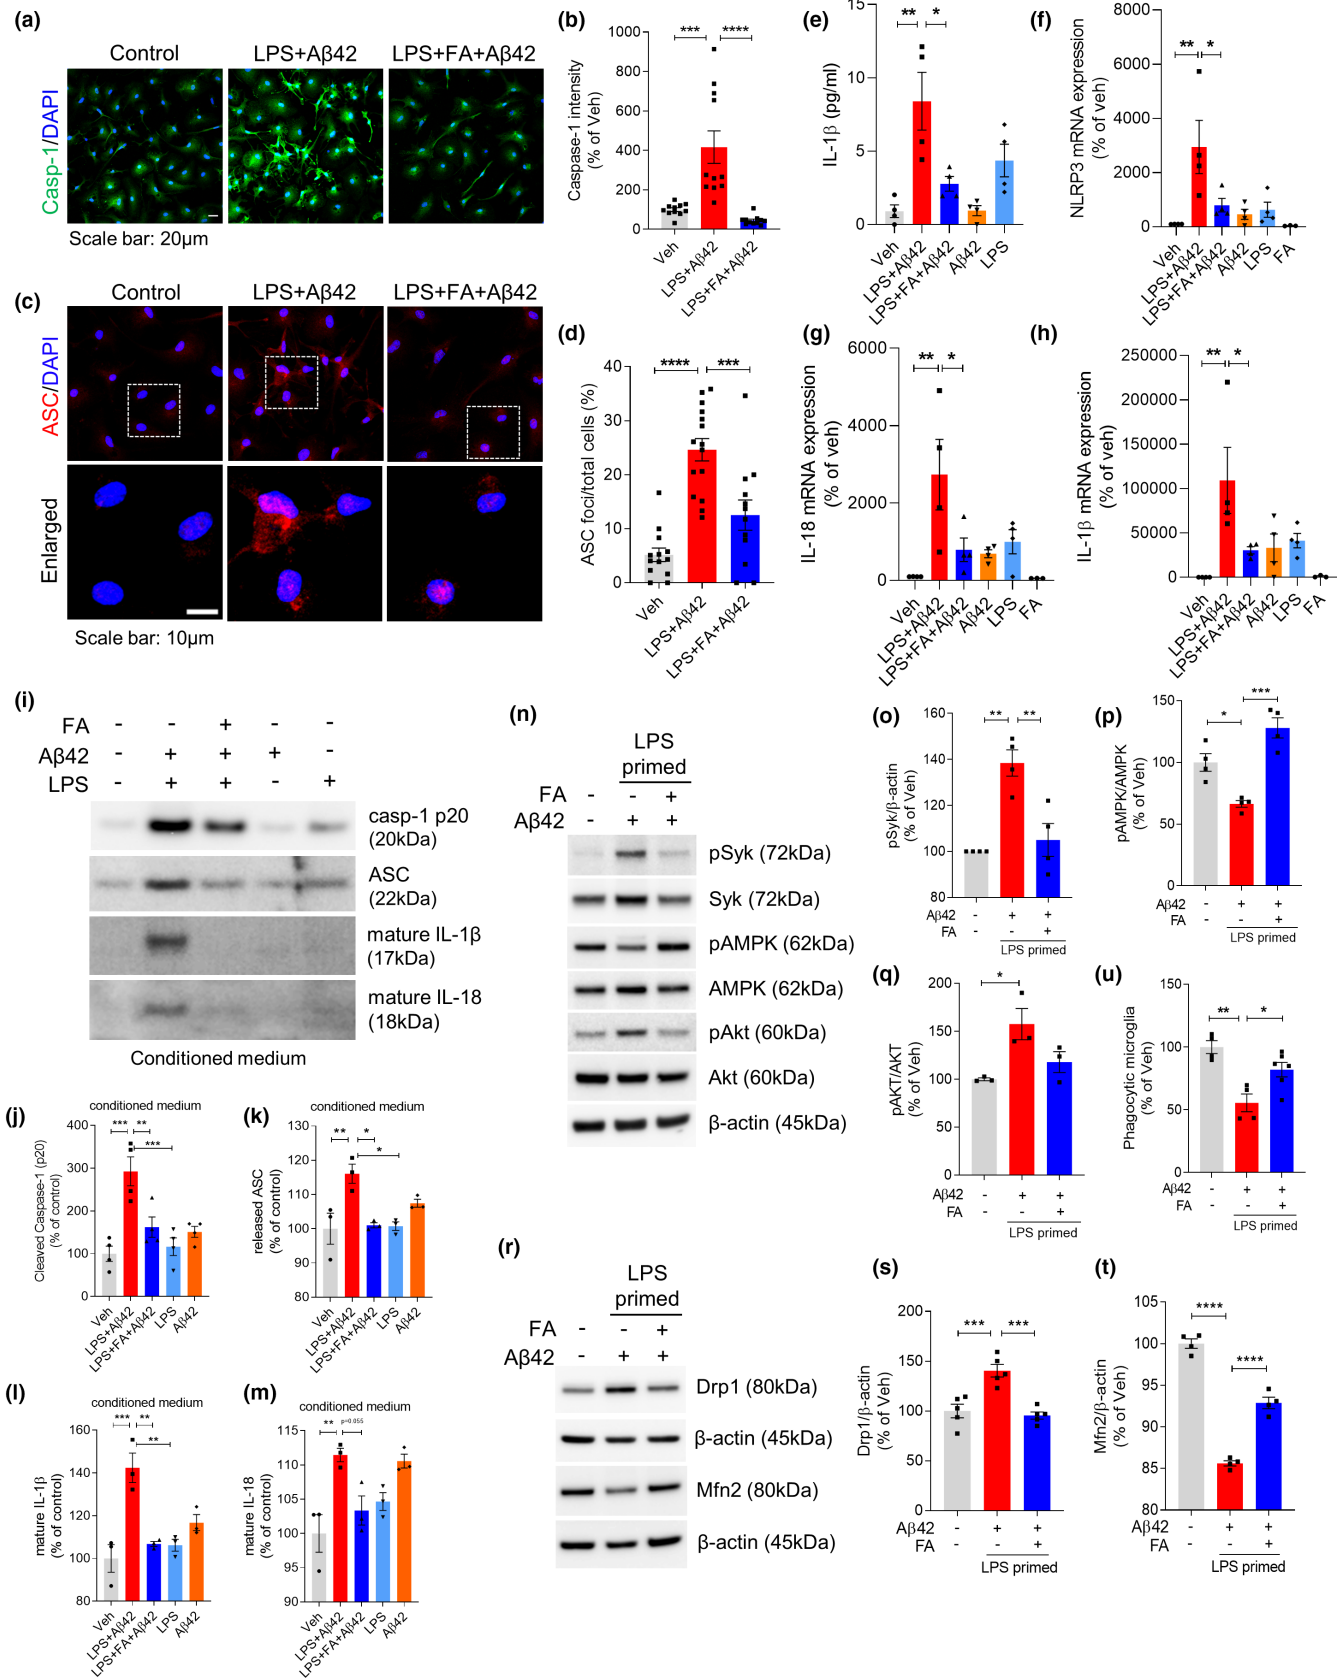 (a)
Control
LPS+Aβ42
LPS+FA+Aβ42
Casp-1/DAPI
Scale bar: 20µm
(b)
*** ****
Caspase-1 intensity
(% of Veh)
1000
800
600
400
200
0
Veh
LPS+Aβ42
LPS+FA+Aβ42
(e)
** *
IL-1β (pg/ml)
15
10
5
0
Veh
LPS+Aβ42
LPS+FA+Aβ42
Aβ42
LPS
(f)
** *
NLRP3 mRNA expression
(% of veh)
8000
6000
4000
2000
0
Veh
LPS+Aβ42
LPS+FA+Aβ42
Aβ42
LPS
FA
(c)
Control
LPS+Aβ42
LPS+FA+Aβ42
ASC/DAPI
Enlarged
Scale bar: 10µm
(d)
**** ***
ASC foci/total cells (%)
40
30
20
10
0
Veh
LPS+Aβ42
LPS+FA+Aβ42
(g)
** *
IL-18 mRNA expression
(% of veh)
6000
4000
2000
0
Veh
LPS+Aβ42
LPS+FA+Aβ42
Aβ42
LPS
FA
(h)
** *
IL-1β mRNA expression
(% of veh)
250000
200000
150000
100000
50000
0
Veh
LPS+Aβ42
LPS+FA+Aβ42
Aβ42
LPS
FA
(i)
FA - - + - -
Aβ42 - + + + -
LPS - + + - +
casp-1 p20
(20kDa)
ASC
(22kDa)
mature IL-1β
(17kDa)
mature IL-18
(18kDa)
Conditioned medium
(j)
conditioned medium
*** **
***
Cleaved Caspase-1 (p20)
(% of control)
400
300
200
100
0
Veh
LPS+Aβ42
LPS+FA+Aβ42
LPS
Aβ42
(k)
conditioned medium
** *
*
released ASC
(% of control)
130
120
110
100
90
80
Veh
LPS+Aβ42
LPS+FA+Aβ42
LPS
Aβ42
(l)
conditioned medium
*** **
**
mature IL-1β
(% of control)
160
140
120
100
80
Veh
LPS+Aβ42
LPS+FA+Aβ42
LPS
Aβ42
(m)
conditioned medium
** p=0.055
mature IL-18
(% of control)
115
110
105
100
95
90
Veh
LPS+Aβ42
LPS+FA+Aβ42
LPS
Aβ42
(n)
LPS
primed
FA - - +
Aβ42 - + +
pSyk (72kDa)
Syk (72kDa)
pAMPK (62kDa)
AMPK (62kDa)
pAkt (60kDa)
Akt (60kDa)
β-actin (45kDa)
(o)
** **
pSyk/β-actin
(% of Veh)
160
140
120
100
80
Aβ42 - + +
FA - - +
LPS primed
(p)
* ***
pAMPK/AMPK
(% of Veh)
150
100
50
0
Aβ42 - + +
FA - - +
LPS primed
(q)
*
pAKT/AKT
(% of Veh)
200
150
100
50
0
Aβ42 - + +
FA - - +
LPS primed
(u)
** *
Phagocytic microglia
(% of Veh)
150
100
50
0
Aβ42 - + +
FA - - +
LPS primed
(r)
LPS
primed
FA - - +
Aβ42 - + +
Drp1 (80kDa)
β-actin (45kDa)
Mfn2 (80kDa)
β-actin (45kDa)
(s)
*** ***
Drp1/β-actin
(% of Veh)
200
150
100
50
0
Aβ42 - + +
FA - - +
LPS primed
(t)
**** ****
Mfn2/β-actin
(% of Veh)
105
100
95
90
85
80
Aβ42 - + +
FA - - +
LPS primed